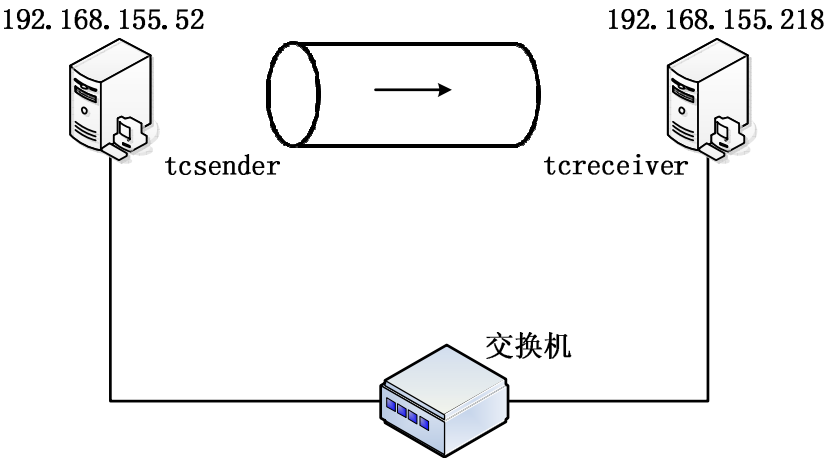 192.168.155.52
192.168.155.218
tcsender
tcreceiver
交换机